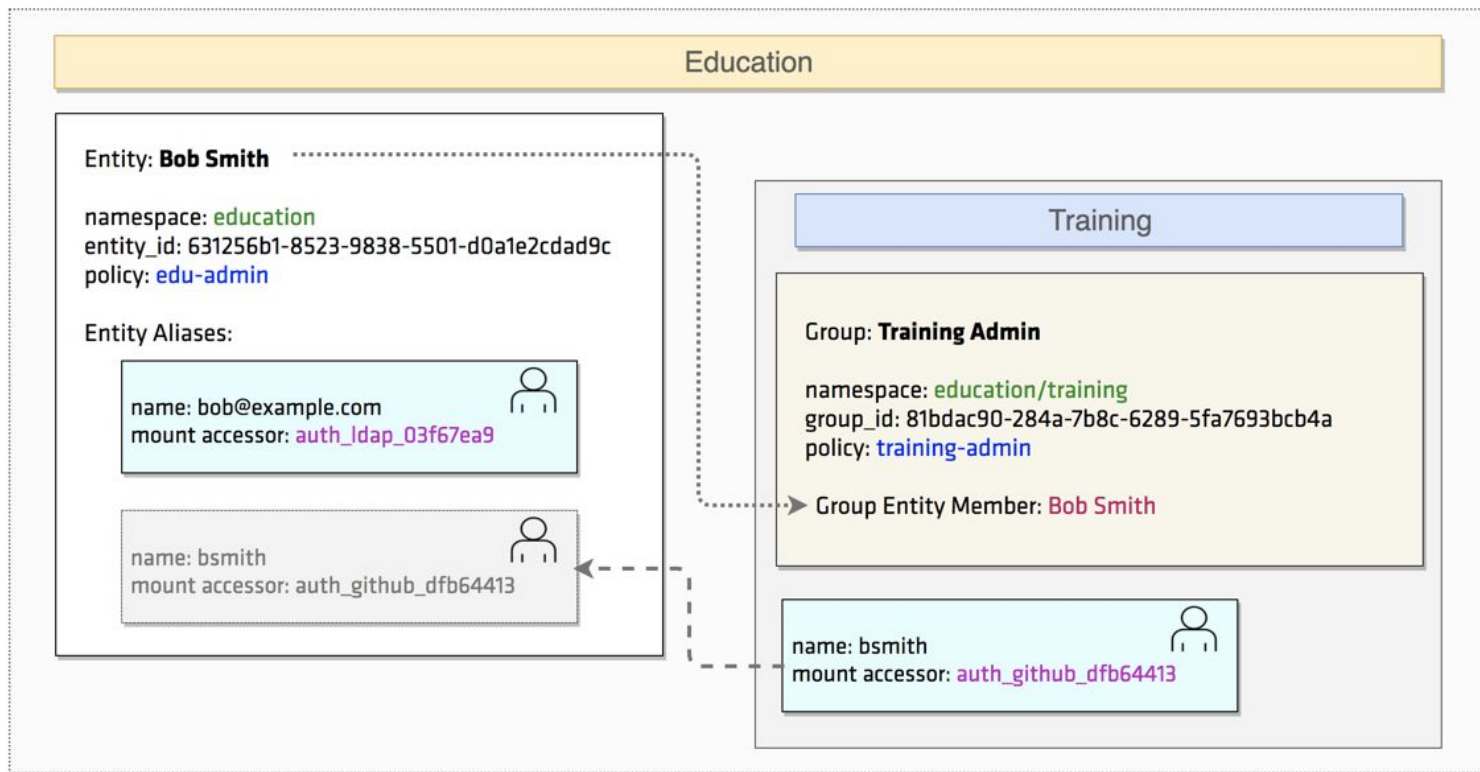 Education
Entity: Bob Smith
namespace: education
entity_id: 631256b1-8523-9838-5501-d0a1e2cdad9c
policy: edu-admin
Entity Aliases:
name: bob@example.com
mount accessor: auth_ldap_03f67ea9
name: bsmith
mount accessor: auth_github_dfb64413
Training
Group: Training Admin
namespace: education/training
group_id: 81bdac90-284a-7b8c-6289-5fa7693bcb4a
policy: training-admin
Group Entity Member: Bob Smith
name: bsmith
mount accessor: auth_github_dfb64413